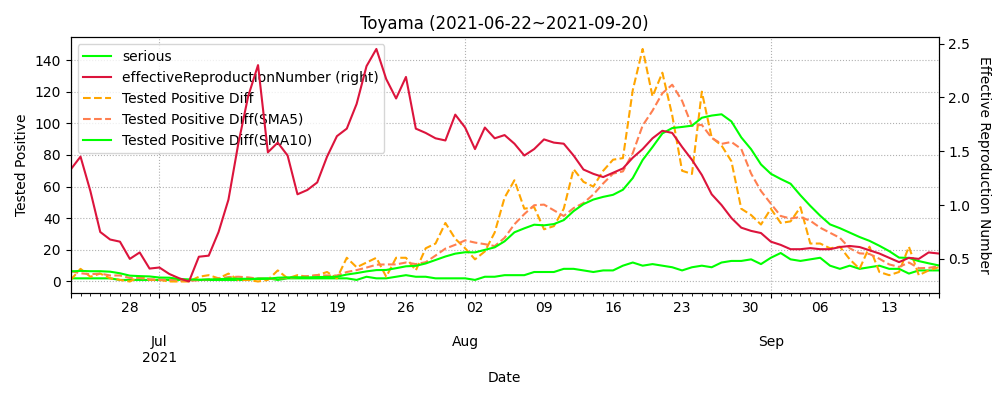 Toyama (2021-06-22~2021-09-20)
serious
effectiveReproductionNumber (right)
Tested Positive Diff
Tested Positive Diff(SMA5)
Tested Positive Diff(SMA10)
Tested Positive
140
120
100
80
60
40
20
0
2.5
2.0
1.5
1.0
0.5
Effective Reproduction Number
28 05 12 19 26 02 09 16 23 30 06 13
Jul Aug Sep
2021
Date